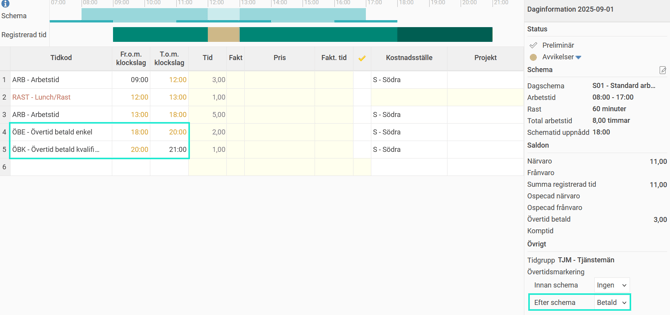 07:00 08:00 09:00 10:00 11:00 12:00 13:00 14:00 15:00 16:00 17:00 18:00 19:00 20:00 21:00
Schema
Registrerad tid
Tidkod Fr.o.m. klockslag T.o.m. klockslag Tid Fakt Pris Fakt. tid Kostnadsställe Projekt
1 ARB - Arbetstid 09:00 12:00 3,00 S - Södra
2 RAST - Lunch/Rast 12:00 13:00 1,00
3 ARB - Arbetstid 13:00 18:00 5,00 S - Södra
4 ÖBE - Övertid betald enkel 18:00 20:00 2,00 S - Södra
5 ÖBK - Övertid betald kvalifi... 20:00 21:00 1,00 S - Södra
6
Daginformation 2025-09-01
Status
Preliminär
Avvikelser
Schema
Dagschema S01 - Standard arb...
Arbetstid 08:00 - 17:00
Rast 60 minuter
Total arbetstid 8,00 timmar
Schematid uppnådd 18:00
Saldon
Närvaro 11,00
Frånvaro
Summa registrerad tid 11,00
Ospecad närvaro
Ospecad frånvaro
Övertid betald 3,00
Komptid
Övrigt
Tidgrupp TJM - Tjänstemän
Övertidsmarkering
Innan schema Ingen
Efter schema Betald